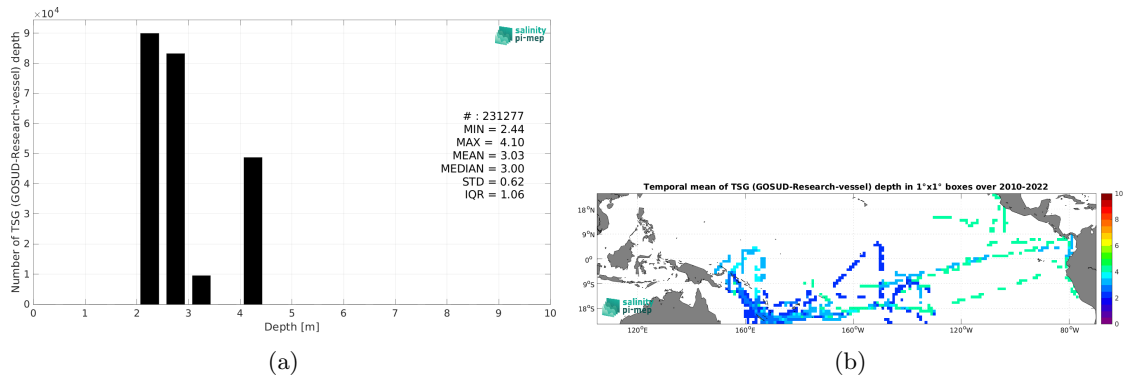 ×10⁴
9
8
7
6
5
4
3
2
1
0
Number of TSG (GOSUD-Research-vessel) depth
salinity
pi-mep
# : 231277
MIN = 2.44
MAX = 4.10
MEAN = 3.03
MEDIAN = 3.00
STD = 0.62
IQR = 1.06
0 1 2 3 4 5 6 7 8 9 10
Depth [m]
(a)
Temporal mean of TSG (GOSUD-Research-vessel) depth in 1°x1° boxes over 2010-2022
18°N
9°N
0°
9°S
18°S
salinity
pi-mep
120°E 160°E 160°W 120°W 80°W
10
8
6
4
2
0
(b)